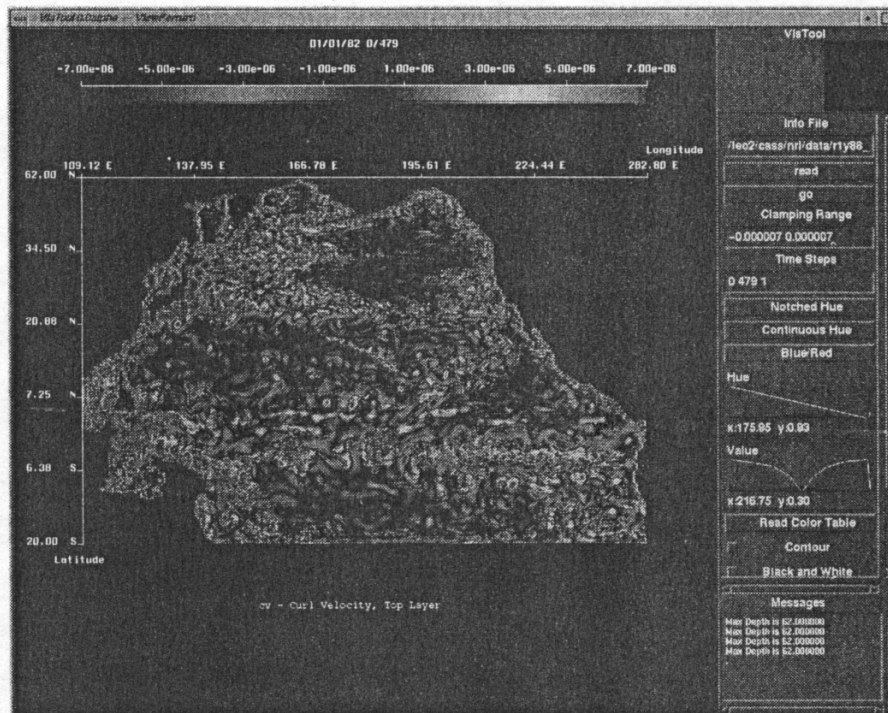 VisTool
01/01/82 0/479
-7.00e-06 -5.00e-06 -3.00e-06 -1.00e-06 1.00e-06 3.00e-06 5.00e-06 7.00e-06
Longitude
109.12 E 137.95 E 166.78 E 195.61 E 224.44 E 282.80 E
62.00 N
34.50 N
20.88 N
7.25 N
6.38 S
20.00 S
Latitude
cv - Curl Velocity, Top Layer
Info File
/lec2/cass/nrl/data/r1y88_
read
go
Clamping Range
-0.000007 0.000007
Time Steps
0 479 1
Notched Hue
Continuous Hue
Blue/Red
Hue
x:175.95 y:0.93
Value
x:216.75 y:0.30
Read Color Table
Contour
Black and White
Messages
Max Depth is 62.000000
Max Depth is 62.000000
Max Depth is 62.000000
Max Depth is 62.000000